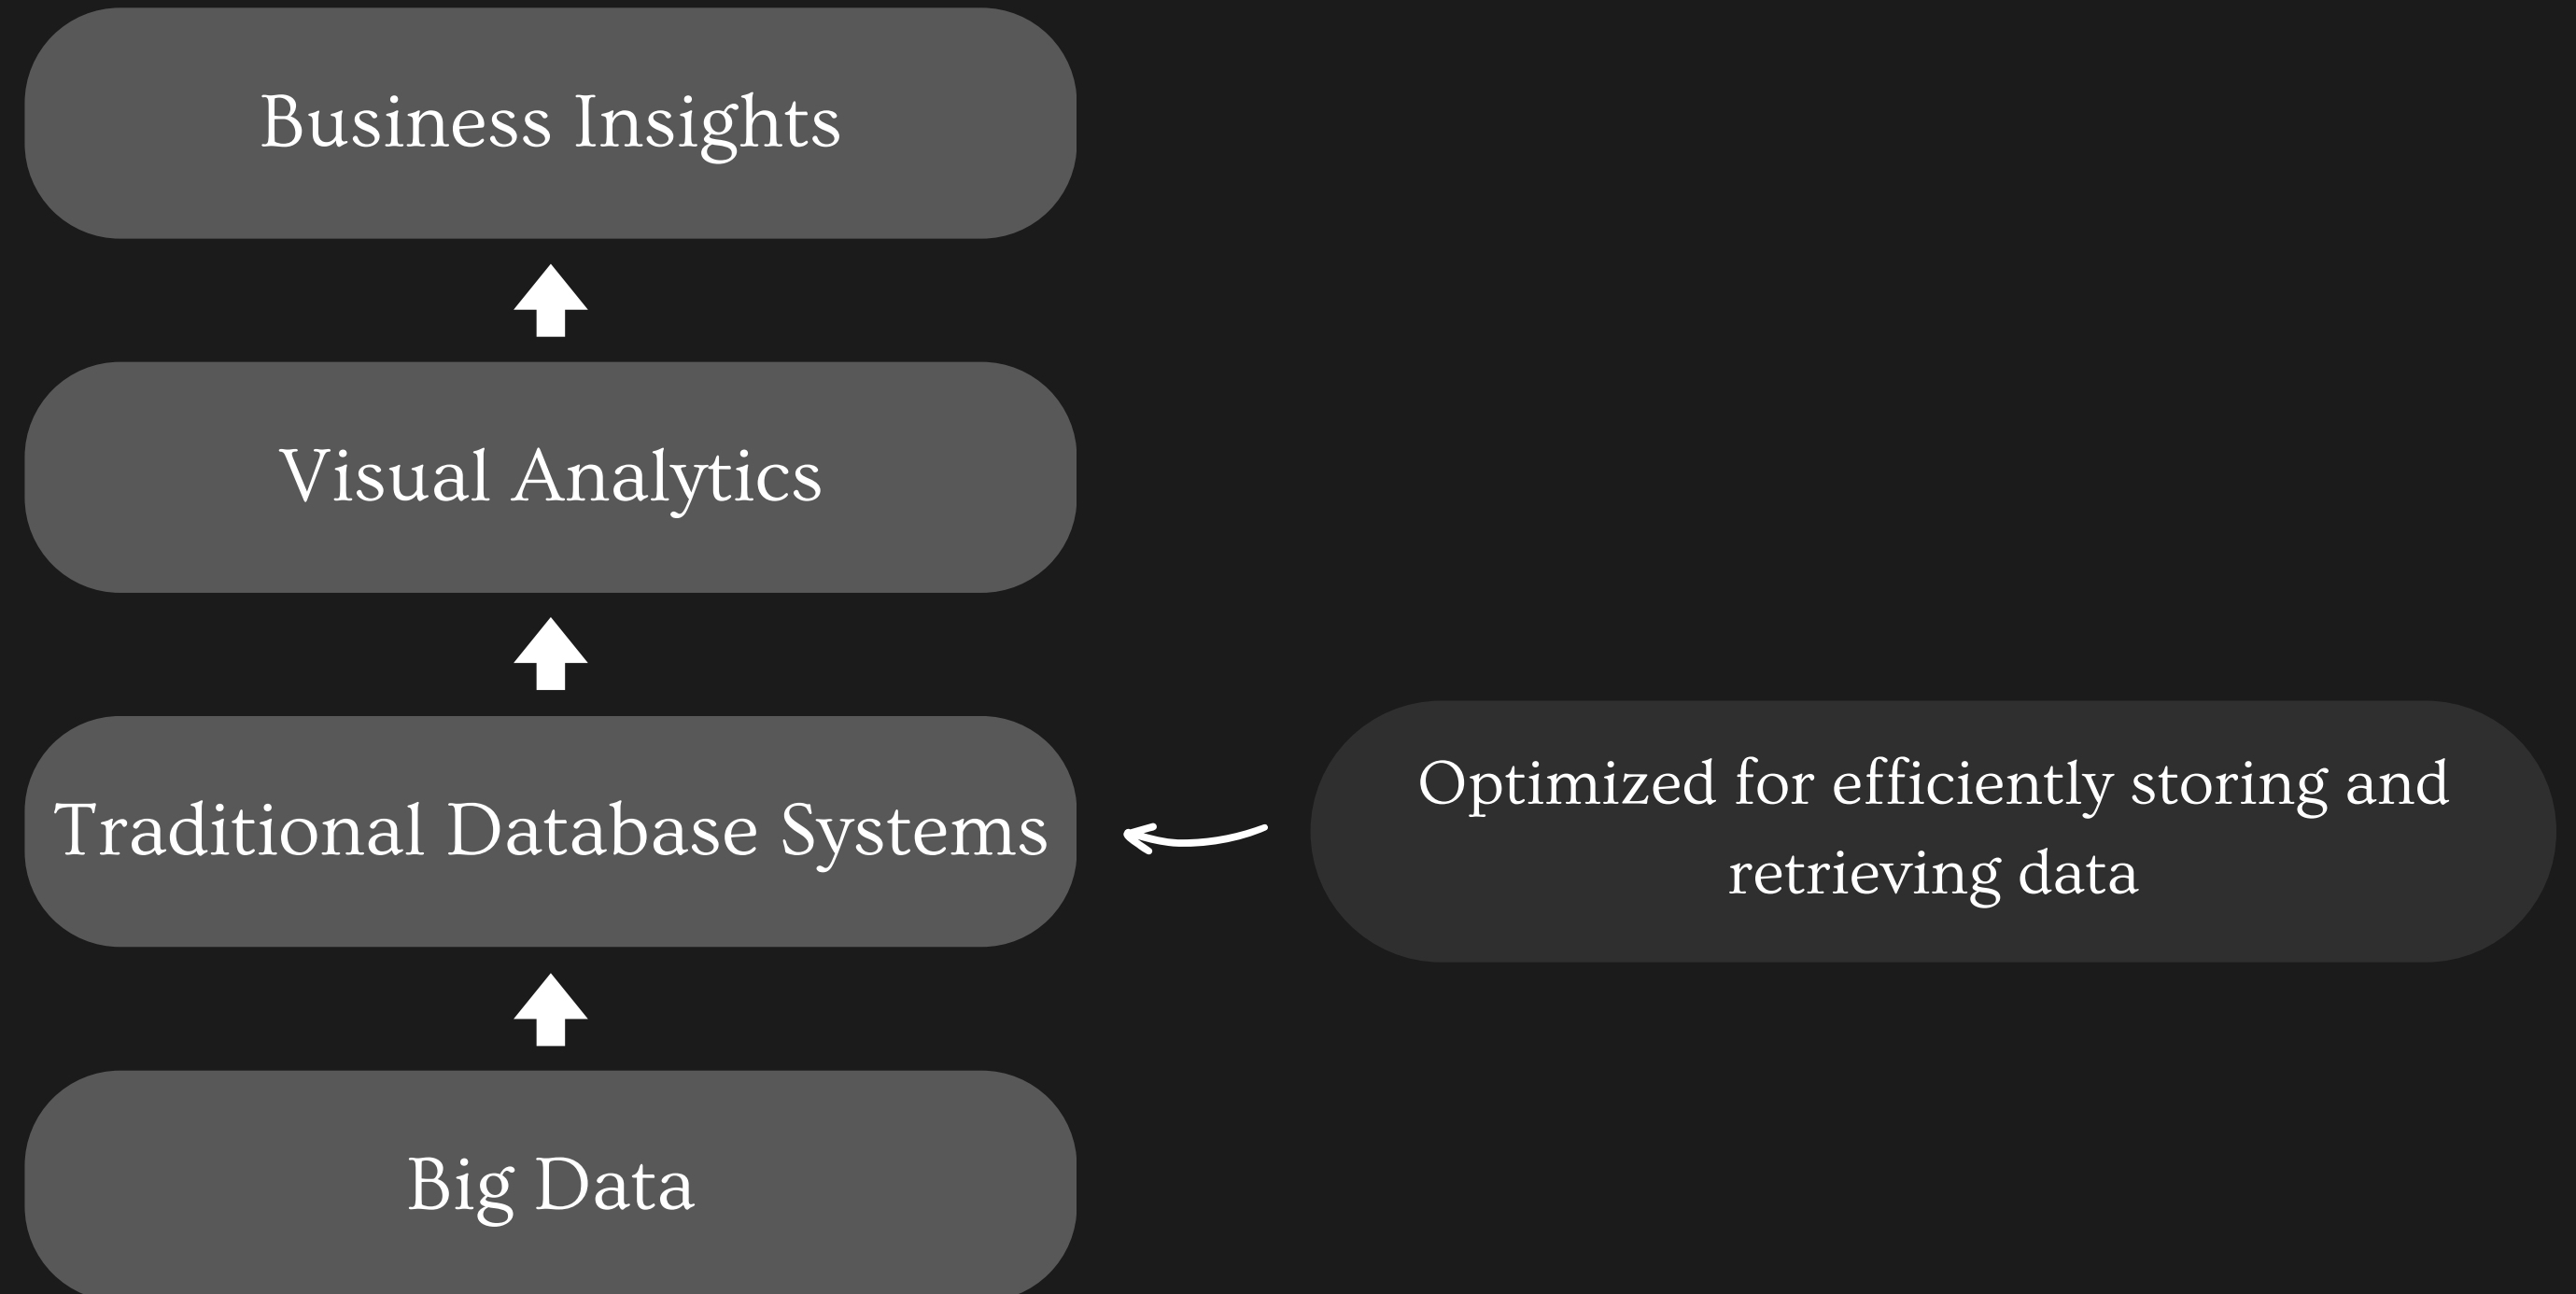 Business Insights
Visual Analytics
Traditional Database Systems
Optimized for efficiently storing and
retrieving data
Big Data